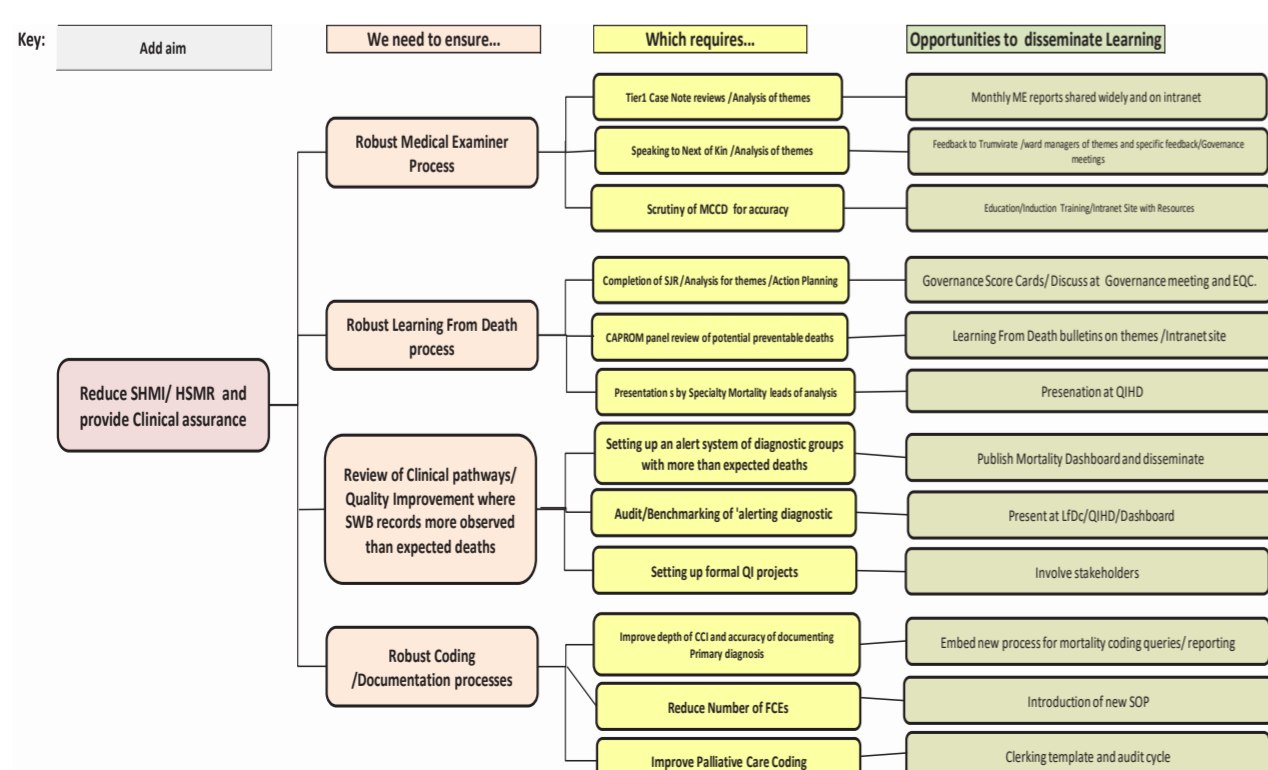 Key:
Add aim
We need to ensure...
Which requires...
Opportunities to disseminate Learning
Reduce SHMI/ HSMR and
provide Clinical assurance
Robust Medical Examiner
Process
Tier1 Case Note reviews /Analysis of themes
Monthly ME reports shared widely and on intranet
Speaking to Next of Kin /Analysis of themes
Feedback to Trumvirate /ward managers of themes and specific feedback/Governance
meetings
Scrutiny of MCCD for accuracy
Education/Induction Training/Intranet Site with Resources
Robust Learning From Death
process
Completion of SJR /Analysis for themes /Action Planning
Governance Score Cards/ Discuss at Governance meeting and EQC.
CAPROM panel review of potential preventable deaths
Learning From Death bulletins on themes /Intranet site
Presentation s by Specialty Mortality leads of analysis
Presenation at QIHD
Review of Clinical pathways/
Quality Improvement where
SWB records more observed
than expected deaths
Setting up an alert system of diagnostic groups
with more than expected deaths
Publish Mortality Dashboard and disseminate
Audit/Benchmarking of 'alerting diagnostic
Present at LfDc/QIHD/Dashboard
Setting up formal QI projects
Involve stakeholders
Robust Coding
/Documentation processes
Improve depth of CCI and accuracy of documenting
Primary diagnosis
Embed new process for mortality coding queries/ reporting
Reduce Number of FCEs
Introduction of new SOP
Improve Palliative Care Coding
Clerking template and audit cycle